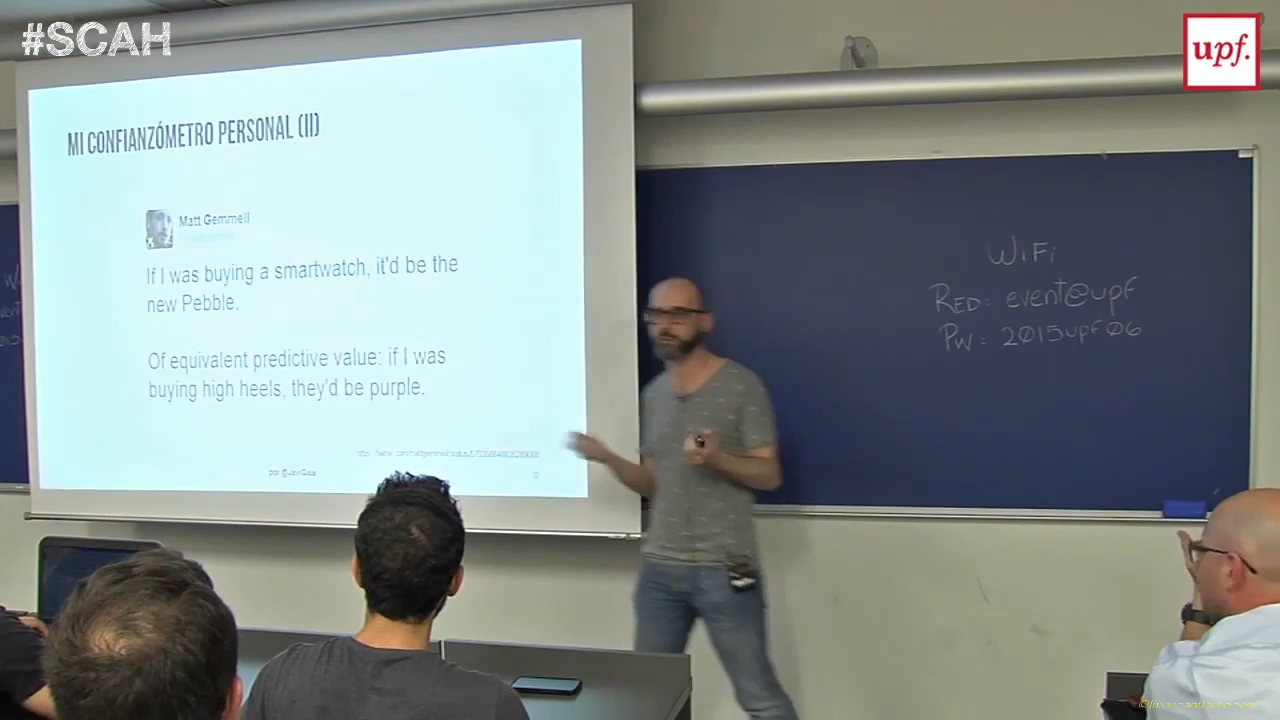 #SCAH
upf.
MI CONFIANZÓMETRO PERSONAL (II)
Matt Gemmell
If I was buying a smartwatch, it'd be the
new Pebble.
Of equivalent predictive value: if I was
buying high heels, they'd be purple.
WiFi
RED: event@upf
PW: 2015upf06